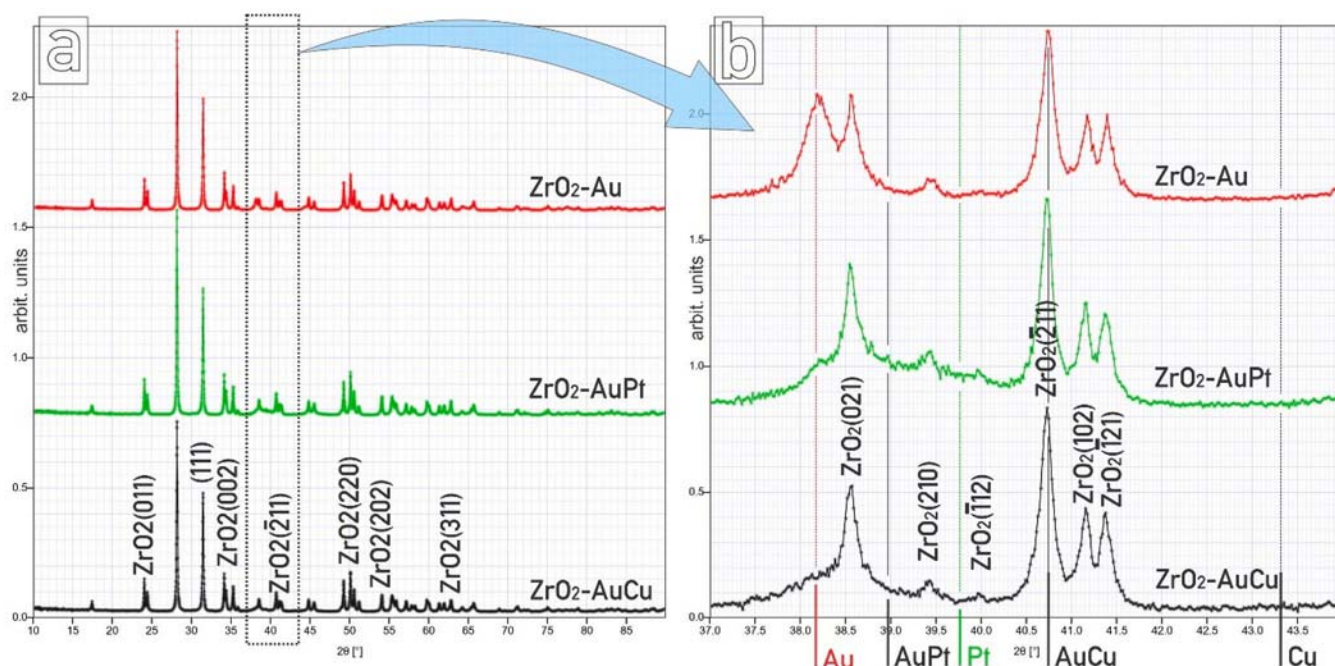 a
2.0
1.5
1.0
0.5
0.0
arbit. units
ZrO₂-Au
ZrO₂-AuPt
ZrO₂-AuCu
ZrO2(011)
(111)
ZrO2(002)
ZrO2(2̄11)
ZrO2(220)
ZrO2(202)
ZrO2(311)
10 15 20 25 30 35 40 45 50 55 60 65 70 75 80 85
2θ [°]
b
2.0
1.5
1.0
0.5
0.0
arbit. units
ZrO₂-Au
ZrO₂-AuPt
ZrO₂-AuCu
ZrO₂(021)
ZrO₂(210)
ZrO₂(1̄12)
ZrO₂(2̄11)
ZrO₂(102)
ZrO₂(1̄21)
37.0 37.5 38.0 38.5 39.0 39.5 40.0 40.5 41.0 41.5 42.0 42.5 43.0 43.5
2θ [°]
Au AuPt Pt AuCu Cu